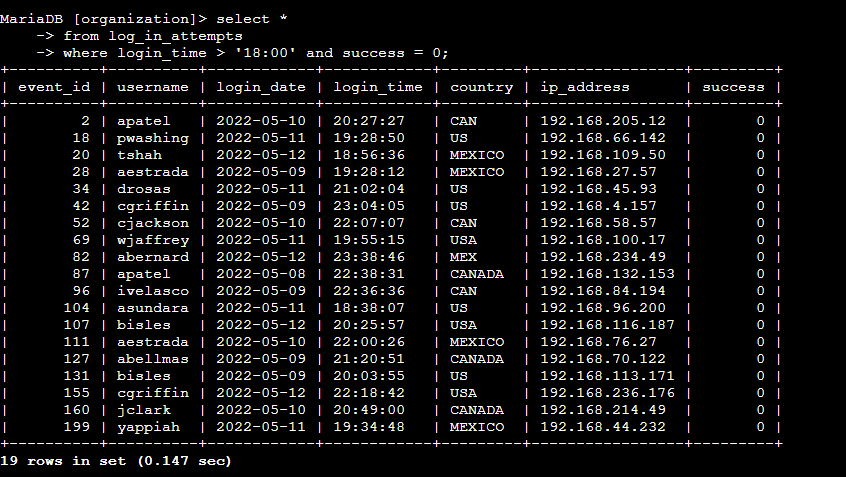 MariaDB [organization]> select *
    -> from log_in_attempts
    -> where login_time > '18:00' and success = 0;
+----------+----------+------------+------------+---------+-----------------+---------+
| event_id | username | login_date | login_time | country | ip_address      | success |
+----------+----------+------------+------------+---------+-----------------+---------+
|        2 | apatel   | 2022-05-10 | 20:27:27   | CAN     | 192.168.205.12  |       0 |
|       18 | pwashing | 2022-05-11 | 19:28:50   | US      | 192.168.66.142  |       0 |
|       20 | tshah    | 2022-05-12 | 18:56:36   | MEXICO  | 192.168.109.50  |       0 |
|       28 | aestrada | 2022-05-09 | 19:28:12   | MEXICO  | 192.168.27.57   |       0 |
|       34 | drosas   | 2022-05-11 | 21:02:04   | US      | 192.168.45.93   |       0 |
|       42 | cgriffin | 2022-05-09 | 23:04:05   | US      | 192.168.4.157   |       0 |
|       52 | cjackson | 2022-05-10 | 22:07:07   | CAN     | 192.168.58.57   |       0 |
|       69 | wjaffrey | 2022-05-11 | 19:55:15   | USA     | 192.168.100.17  |       0 |
|       82 | abernard | 2022-05-12 | 23:38:46   | MEX     | 192.168.234.49  |       0 |
|       87 | apatel   | 2022-05-08 | 22:38:31   | CANADA  | 192.168.132.153 |       0 |
|       96 | ivelasco | 2022-05-09 | 22:36:36   | CAN     | 192.168.84.194  |       0 |
|      104 | asundara | 2022-05-11 | 18:38:07   | US      | 192.168.96.200  |       0 |
|      107 | bisles   | 2022-05-12 | 20:25:57   | USA     | 192.168.116.187 |       0 |
|      111 | aestrada | 2022-05-10 | 22:00:26   | MEXICO  | 192.168.76.27   |       0 |
|      127 | abellmas | 2022-05-09 | 21:20:51   | CANADA  | 192.168.70.122  |       0 |
|      131 | bisles   | 2022-05-09 | 20:03:55   | US      | 192.168.113.171 |       0 |
|      155 | cgriffin | 2022-05-12 | 22:18:42   | USA     | 192.168.236.176 |       0 |
|      160 | jclark   | 2022-05-10 | 20:49:00   | CANADA  | 192.168.214.49  |       0 |
|      199 | yappiah  | 2022-05-11 | 19:34:48   | MEXICO  | 192.168.44.232  |       0 |
+----------+----------+------------+------------+---------+-----------------+---------+
19 rows in set (0.147 sec)